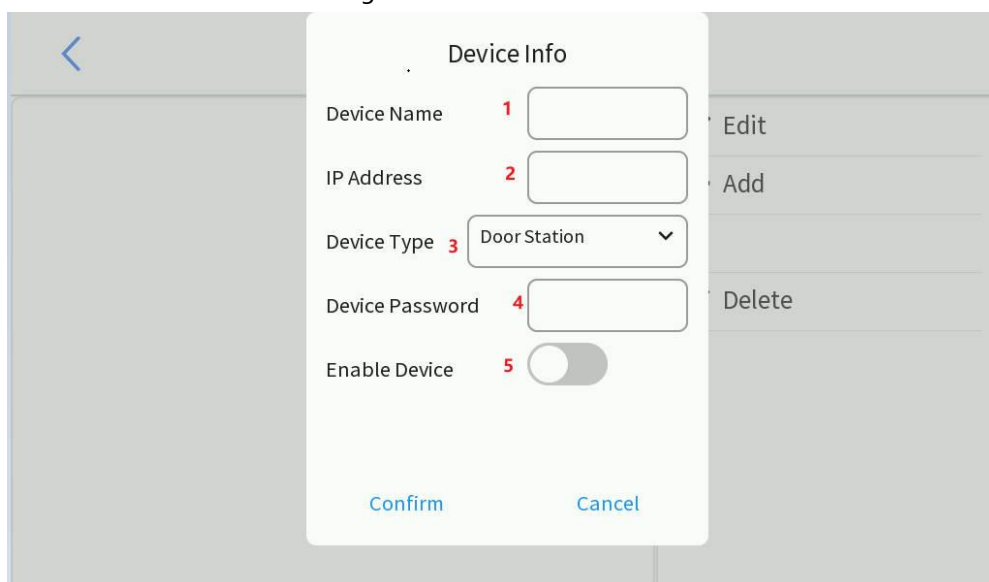 Device Info
Device Name 1
IP Address 2
Device Type 3 Door Station
Device Password 4
Enable Device 5
Confirm Cancel
Edit
Add
Delete